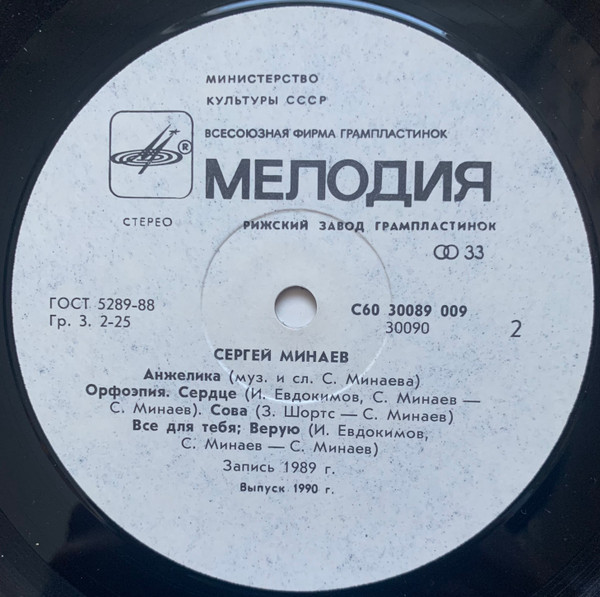 МИНИСТЕРСТВО
КУЛЬТУРЫ СССР
ВСЕСОЮЗНАЯ ФИРМА ГРАМПЛАСТИНОК
®
МЕЛОДИЯ
СТЕРЕО
РИЖСКИЙ ЗАВОД ГРАМПЛАСТИНОК
33
ГОСТ 5289-88
Гр. 3. 2-25
С60 30089 009
30090
2
СЕРГЕЙ МИНАЕВ
Анжелика (муз. и сл. С. Минаева)
Орфоэпия. Сердце (И. Евдокимов, С. Минаев —
С. Минаев). Сова (З. Шортс — С. Минаев)
Все для тебя; Верую (И. Евдокимов,
С. Минаев — С. Минаев)
Запись 1989 г.
Выпуск 1990 г.